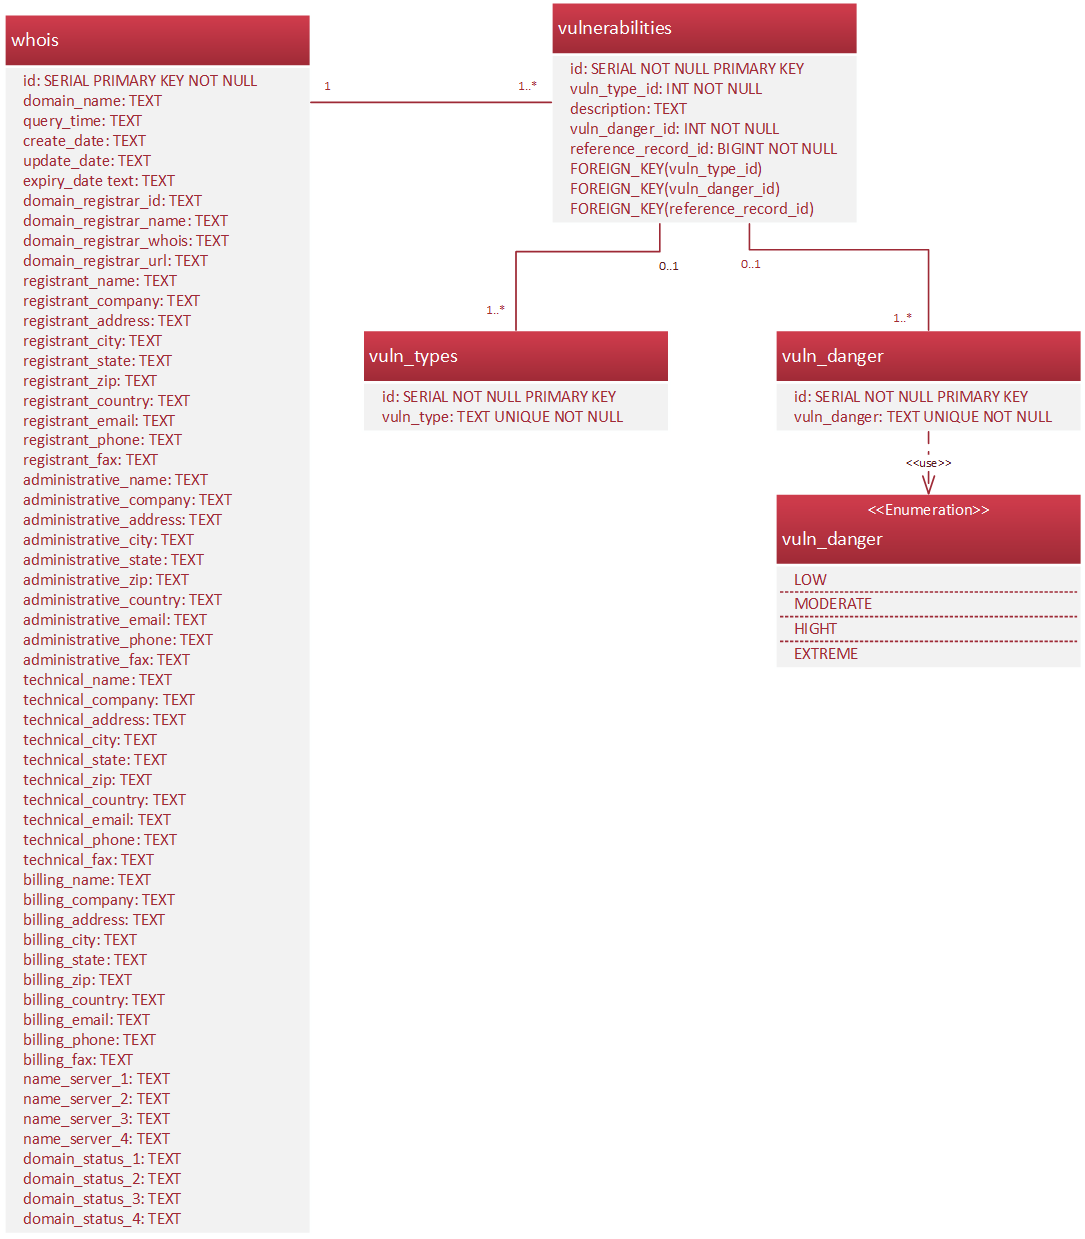 whois
id: SERIAL PRIMARY KEY NOT NULL
domain_name: TEXT
query_time: TEXT
create_date: TEXT
update_date: TEXT
expiry_date text: TEXT
domain_registrar_id: TEXT
domain_registrar_name: TEXT
domain_registrar_whois: TEXT
domain_registrar_url: TEXT
registrant_name: TEXT
registrant_company: TEXT
registrant_address: TEXT
registrant_city: TEXT
registrant_state: TEXT
registrant_zip: TEXT
registrant_country: TEXT
registrant_email: TEXT
registrant_phone: TEXT
registrant_fax: TEXT
administrative_name: TEXT
administrative_company: TEXT
administrative_address: TEXT
administrative_city: TEXT
administrative_state: TEXT
administrative_zip: TEXT
administrative_country: TEXT
administrative_email: TEXT
administrative_phone: TEXT
administrative_fax: TEXT
technical_name: TEXT
technical_company: TEXT
technical_address: TEXT
technical_city: TEXT
technical_state: TEXT
technical_zip: TEXT
technical_country: TEXT
technical_email: TEXT
technical_phone: TEXT
technical_fax: TEXT
billing_name: TEXT
billing_company: TEXT
billing_address: TEXT
billing_city: TEXT
billing_state: TEXT
billing_zip: TEXT
billing_country: TEXT
billing_email: TEXT
billing_phone: TEXT
billing_fax: TEXT
name_server_1: TEXT
name_server_2: TEXT
name_server_3: TEXT
name_server_4: TEXT
domain_status_1: TEXT
domain_status_2: TEXT
domain_status_3: TEXT
domain_status_4: TEXT
1
1..*
vulnerabilities
id: SERIAL NOT NULL PRIMARY KEY
vuln_type_id: INT NOT NULL
description: TEXT
vuln_danger_id: INT NOT NULL
reference_record_id: BIGINT NOT NULL
FOREIGN_KEY(vuln_type_id)
FOREIGN_KEY(vuln_danger_id)
FOREIGN_KEY(reference_record_id)
0..1
0..1
1..*
1..*
vuln_types
id: SERIAL NOT NULL PRIMARY KEY
vuln_type: TEXT UNIQUE NOT NULL
vuln_danger
id: SERIAL NOT NULL PRIMARY KEY
vuln_danger: TEXT UNIQUE NOT NULL
<<use>>
<<Enumeration>>
vuln_danger
LOW
MODERATE
HIGHT
EXTREME